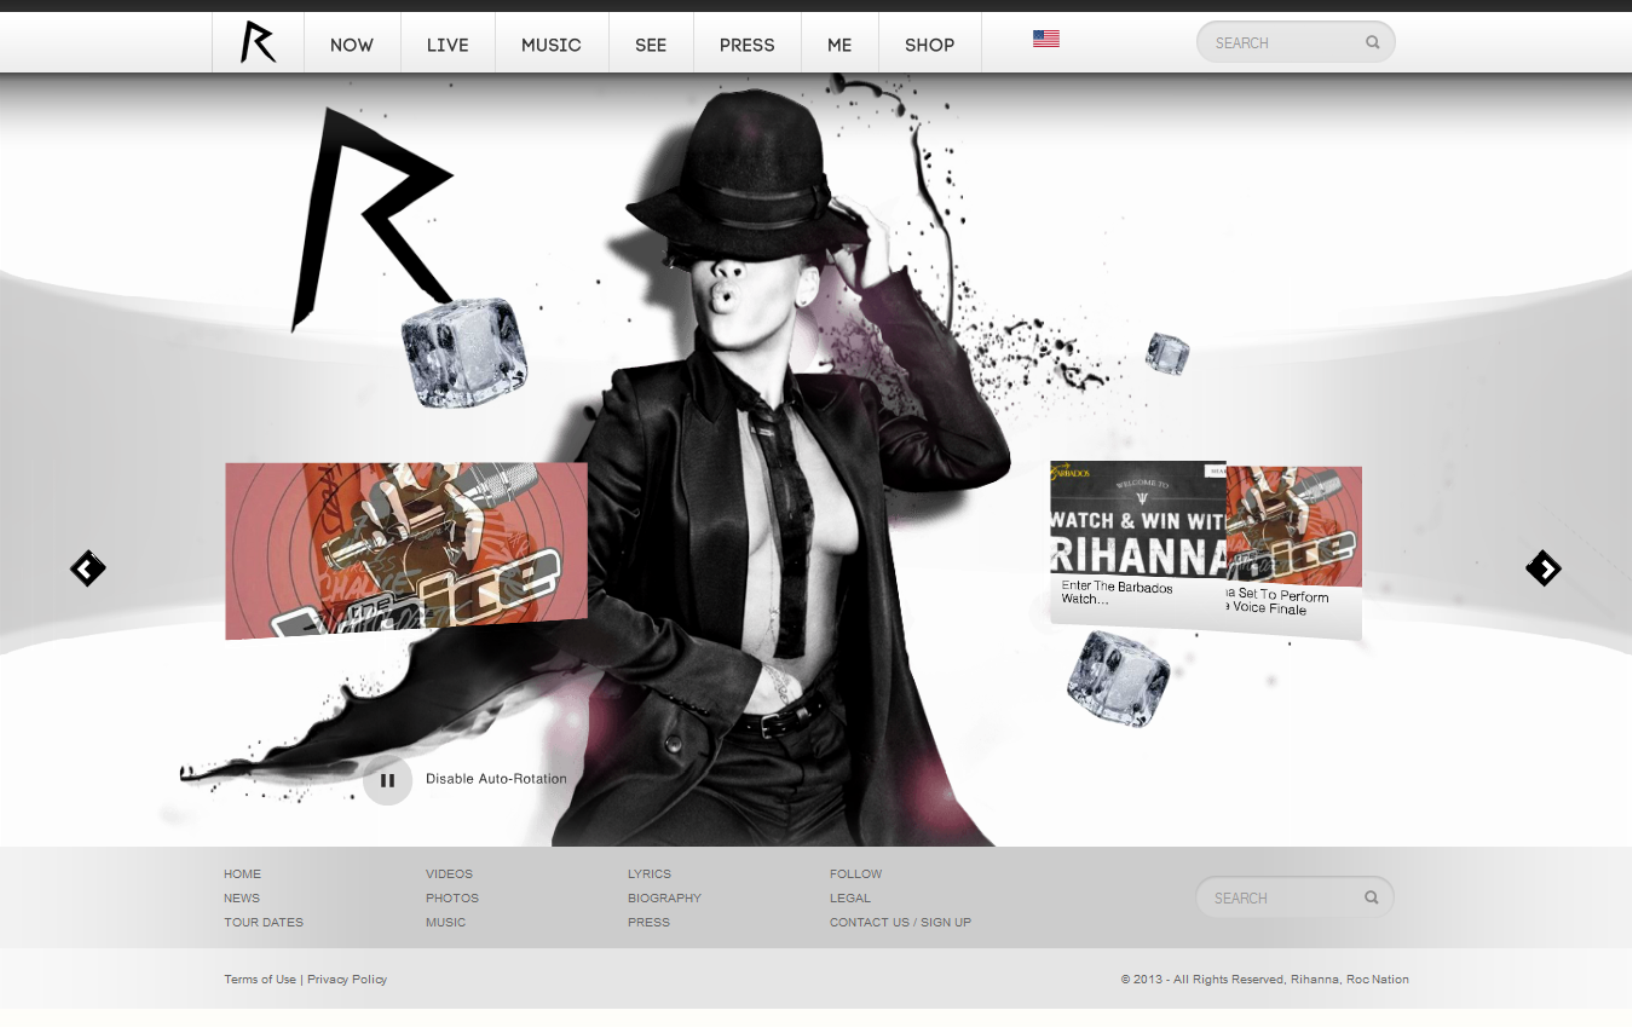 R
NOW
LIVE
MUSIC
SEE
PRESS
ME
SHOP
SEARCH
R
BARBADOS
WELCOME TO
WATCH & WIN WIT
RIHANNA
Enter The Barbados
Watch...
a Set To Perform
Voice Finale
Disable Auto-Rotation
HOME
NEWS
TOUR DATES
VIDEOS
PHOTOS
MUSIC
LYRICS
BIOGRAPHY
PRESS
FOLLOW
LEGAL
CONTACT US / SIGN UP
SEARCH
Terms of Use | Privacy Policy
© 2013 - All Rights Reserved, Rihanna, Roc Nation